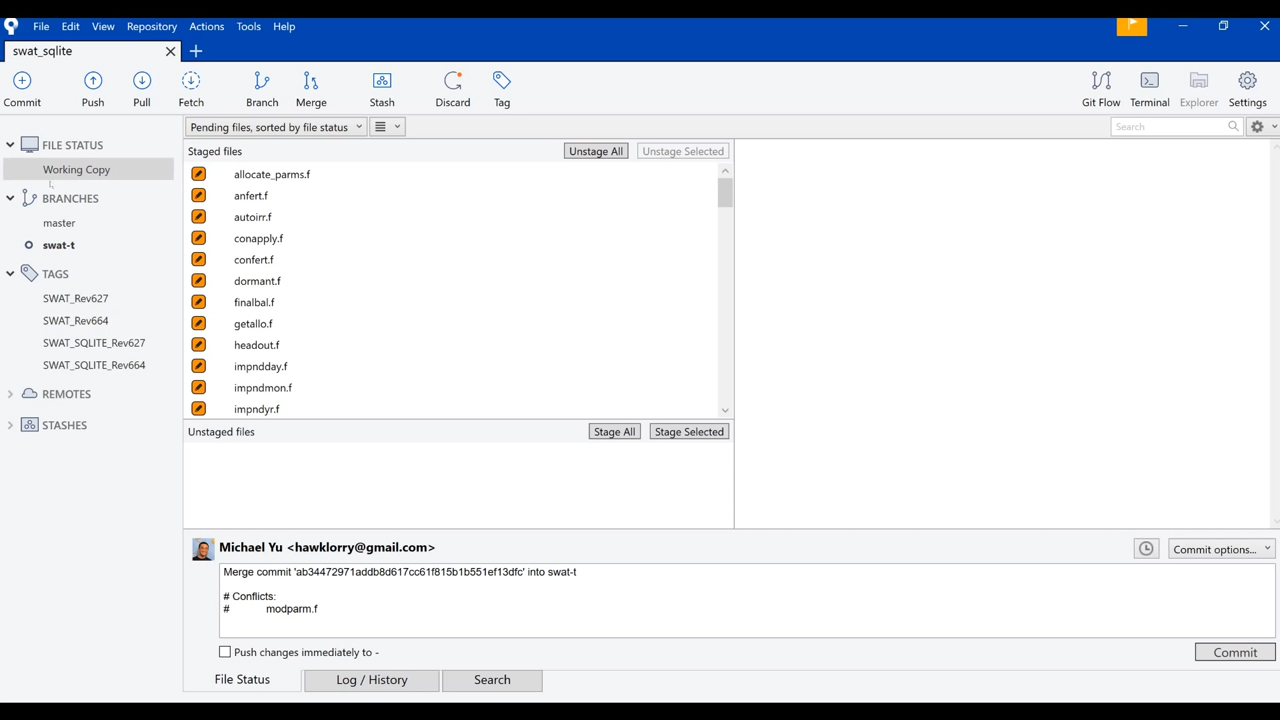 File Edit View Repository Actions Tools Help
swat_sqlite
Commit Push Pull Fetch Branch Merge Stash Discard Tag Git Flow Terminal Explorer Settings
Pending files, sorted by file status
Search
FILE STATUS
Working Copy
BRANCHES
master
swat-t
TAGS
SWAT_Rev627
SWAT_Rev664
SWAT_SQLITE_Rev627
SWAT_SQLITE_Rev664
REMOTES
STASHES
Staged files Unstage All Unstage Selected
allocate_parms.f
anfert.f
autoirr.f
conapply.f
confert.f
dormant.f
finalbal.f
getallo.f
headout.f
impndday.f
impndmon.f
impndyr.f
Unstaged files Stage All Stage Selected
Michael Yu <hawklorry@gmail.com>
Commit options...
Merge commit 'ab34472971addb8d617cc61f815b1b551ef13dfc' into swat-t
# Conflicts:
# modparm.f
Push changes immediately to -
Commit
File Status Log / History Search